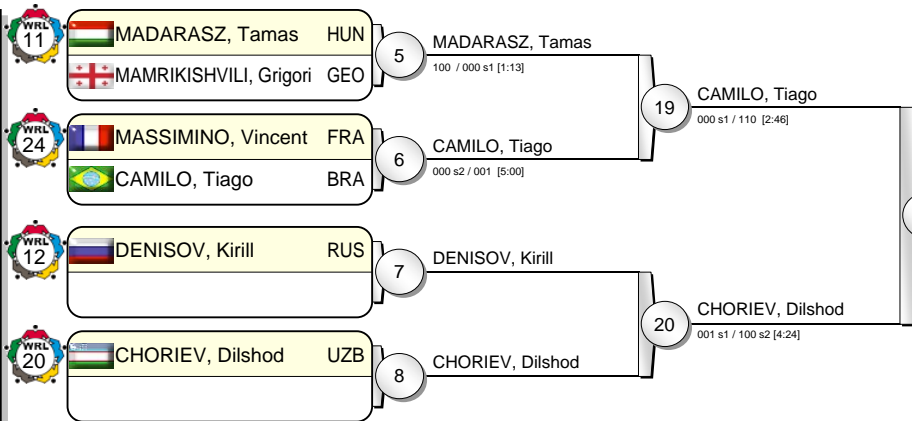 WRL
11
MADARASZ, Tamas HUN
MAMRIKISHVILI, Grigori GEO
5
MADARASZ, Tamas
100 / 000 s1 [1:13]
WRL
24
MASSIMINO, Vincent FRA
CAMILO, Tiago BRA
6
CAMILO, Tiago
000 s2 / 001 [5:00]
19
CAMILO, Tiago
000 s1 / 110 [2:46]
WRL
12
DENISOV, Kirill RUS
7
DENISOV, Kirill
WRL
20
CHORIEV, Dilshod UZB
8
CHORIEV, Dilshod
20
CHORIEV, Dilshod
001 s1 / 100 s2 [4:24]